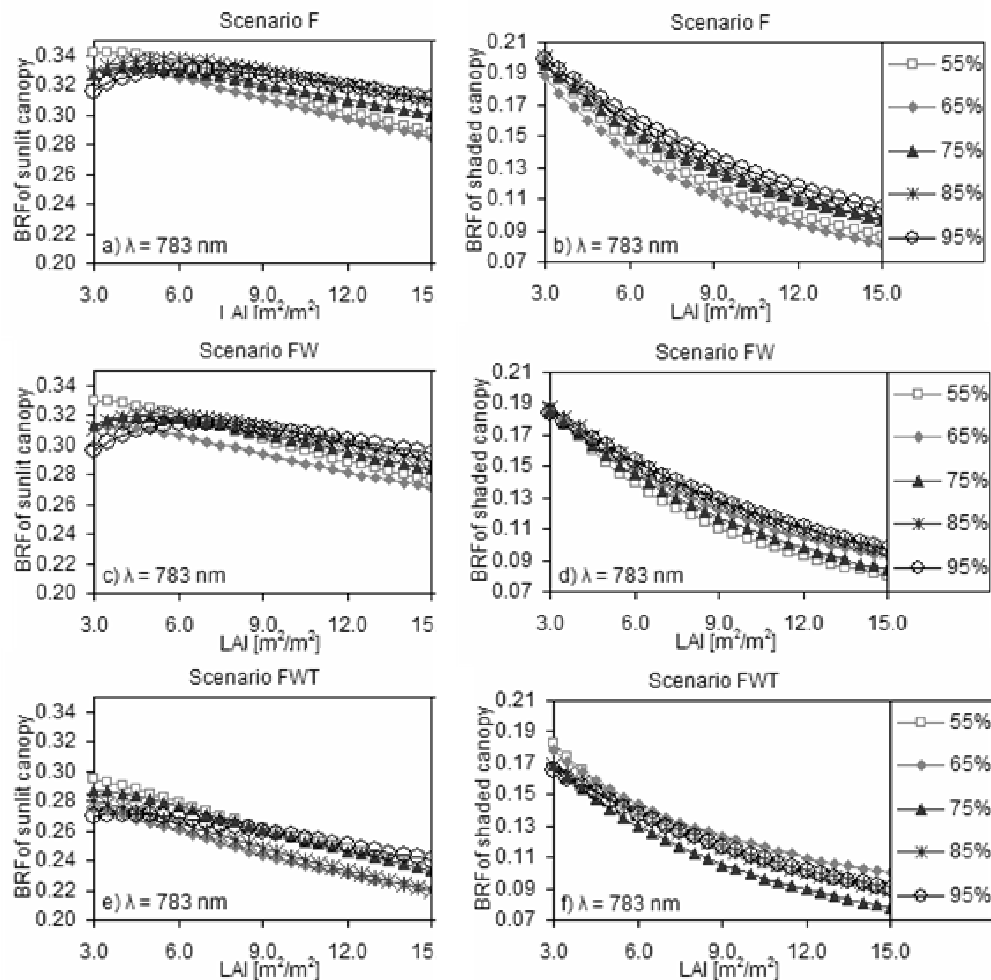 Scenario F
BRF of sunlit canopy
0.34
0.32
0.30
0.28
0.26
0.24
0.22
0.20
a) λ = 783 nm
3.0 6.0 9.0 12.0 15
LAI [m²/m²]
Scenario F
BRF of shaded canopy
0.21
0.19
0.17
0.15
0.13
0.11
0.09
0.07
b) λ = 783 nm
3.0 6.0 9.0 12.0 15.0
LAI [m²/m²]
55%
65%
75%
85%
95%
Scenario FW
BRF of sunlit canopy
0.34
0.32
0.30
0.28
0.26
0.24
0.22
0.20
c) λ = 783 nm
3.0 6.0 9.0 12.0 15
LAI [m²/m²]
Scenario FW
BRF of shaded canopy
0.21
0.19
0.17
0.15
0.13
0.11
0.09
0.07
d) λ = 783 nm
3.0 6.0 9.0 12.0 15.0
LAI [m²/m²]
55%
65%
75%
85%
95%
Scenario FWT
BRF of sunlit canopy
0.34
0.32
0.30
0.28
0.26
0.24
0.22
0.20
e) λ = 783 nm
3.0 6.0 9.0 12.0 15
LAI [m²/m²]
Scenario FWT
BRF of shaded canopy
0.21
0.19
0.17
0.15
0.13
0.11
0.09
0.07
f) λ = 783 nm
3.0 6.0 9.0 12.0 15.0
LAI [m²/m²]
55%
65%
75%
85%
95%